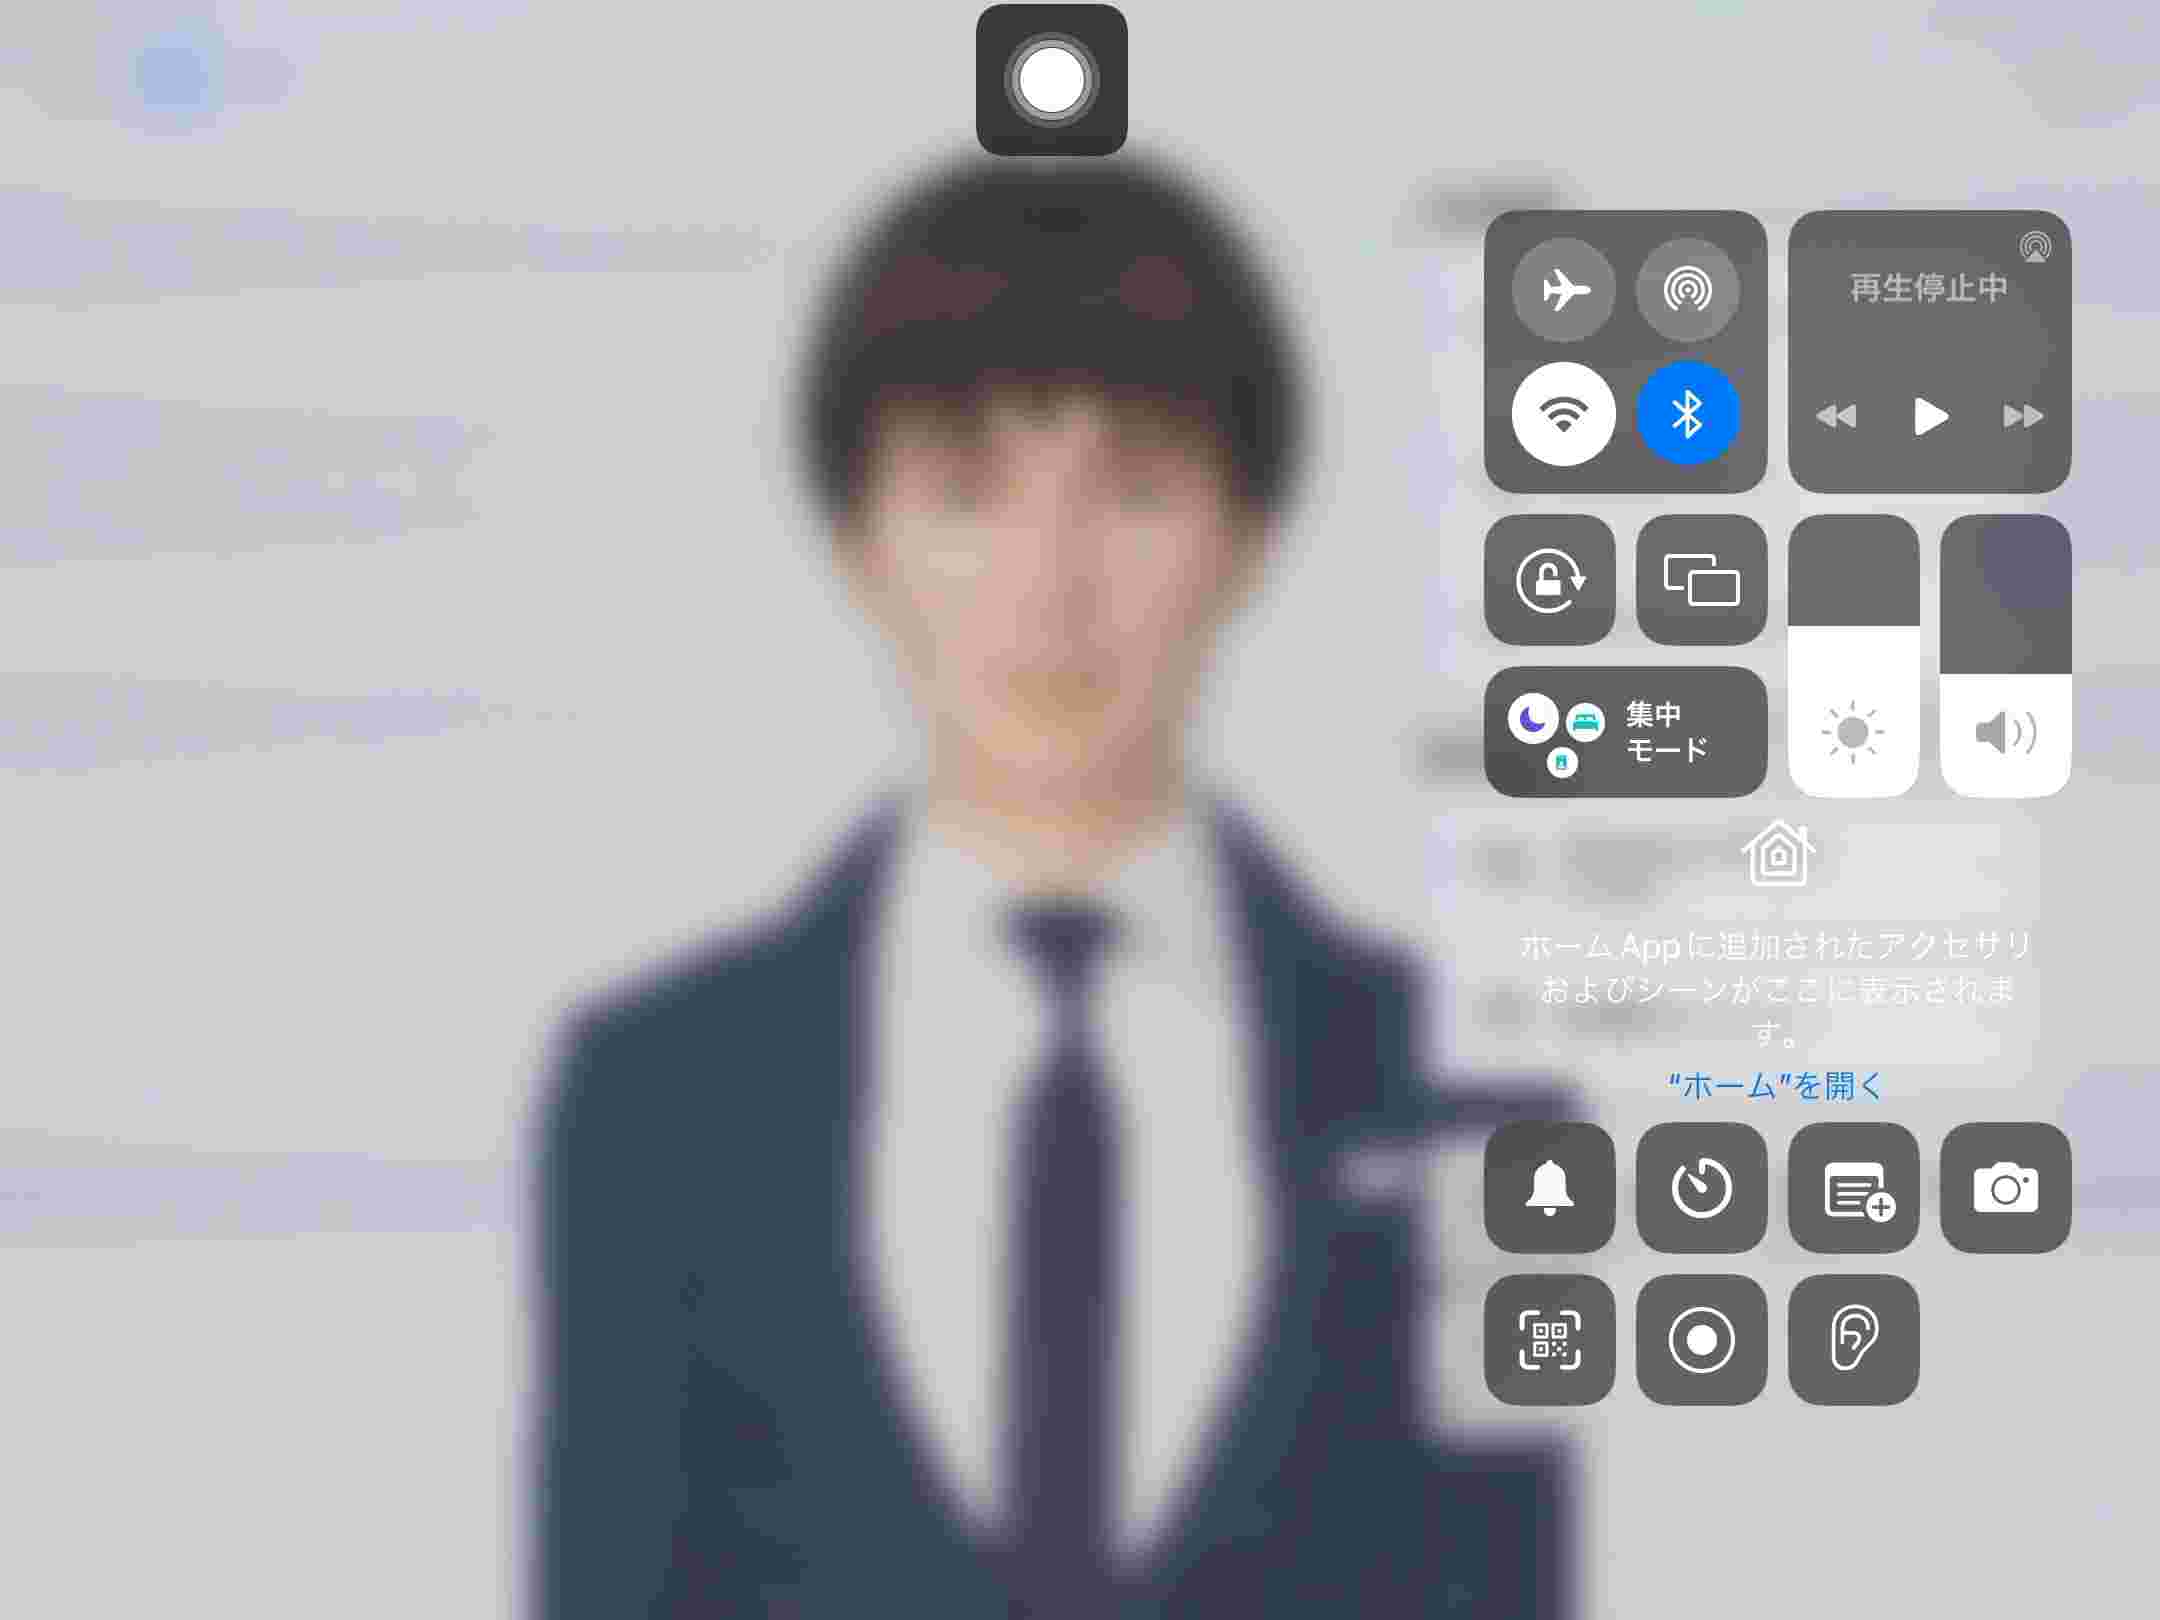 再生停止中
集中
モード
ホーム Appに追加されたアクセサリ
およびシーンがここに表示されま
す。
“ホーム”を開く